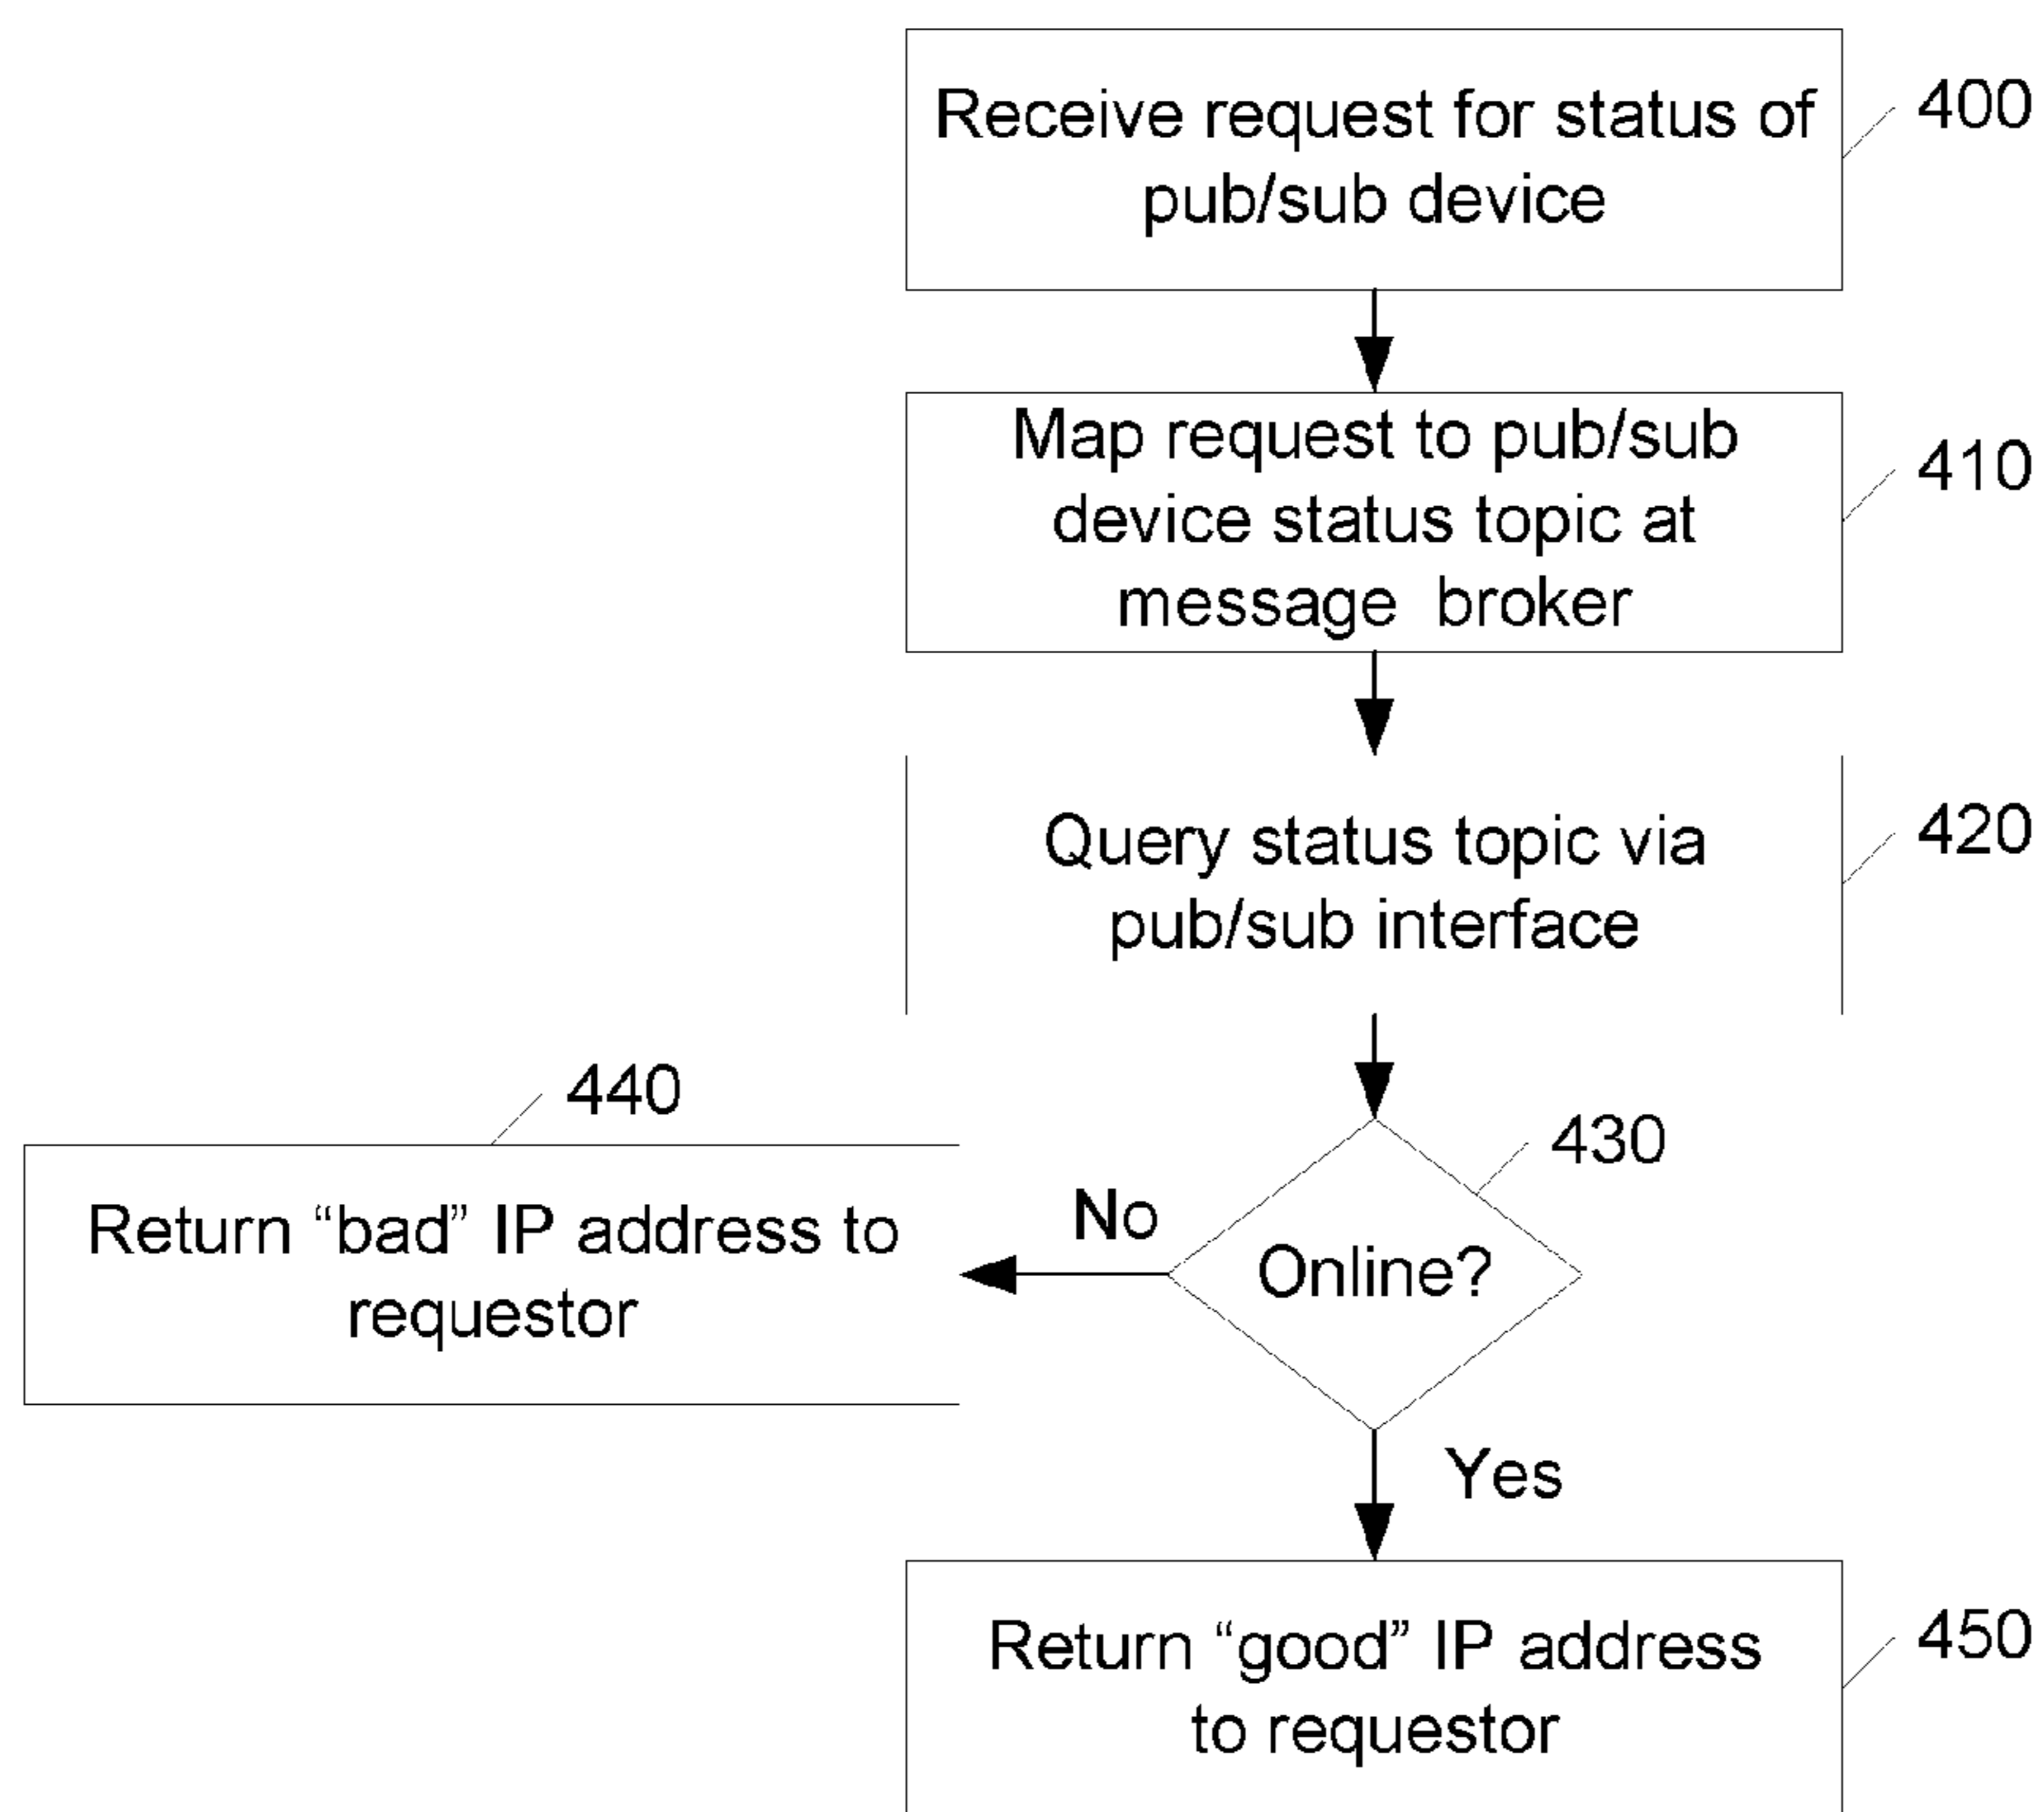 Receive request for status of
pub/sub device
400
Map request to pub/sub
device status topic at
message broker
410
Query status topic via
pub/sub interface
420
430
Online?
No
440
Return “bad” IP address to
requestor
Yes
Return “good” IP address
to requestor
450